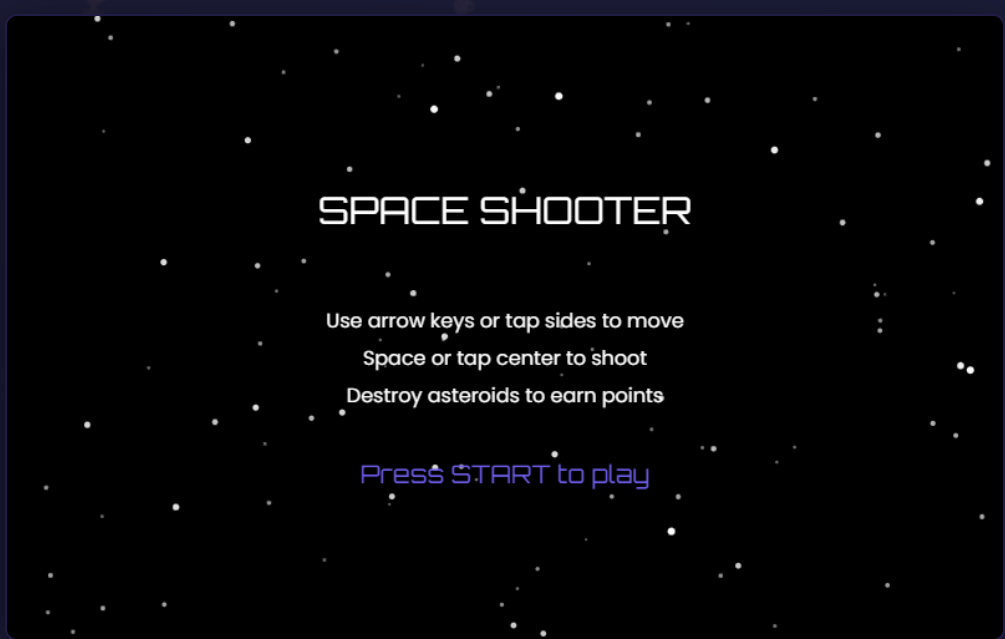 SPACE SHOOTER
Use arrow keys or tap sides to move
Space or tap center to shoot
Destroy asteroids to earn points
Press START to play